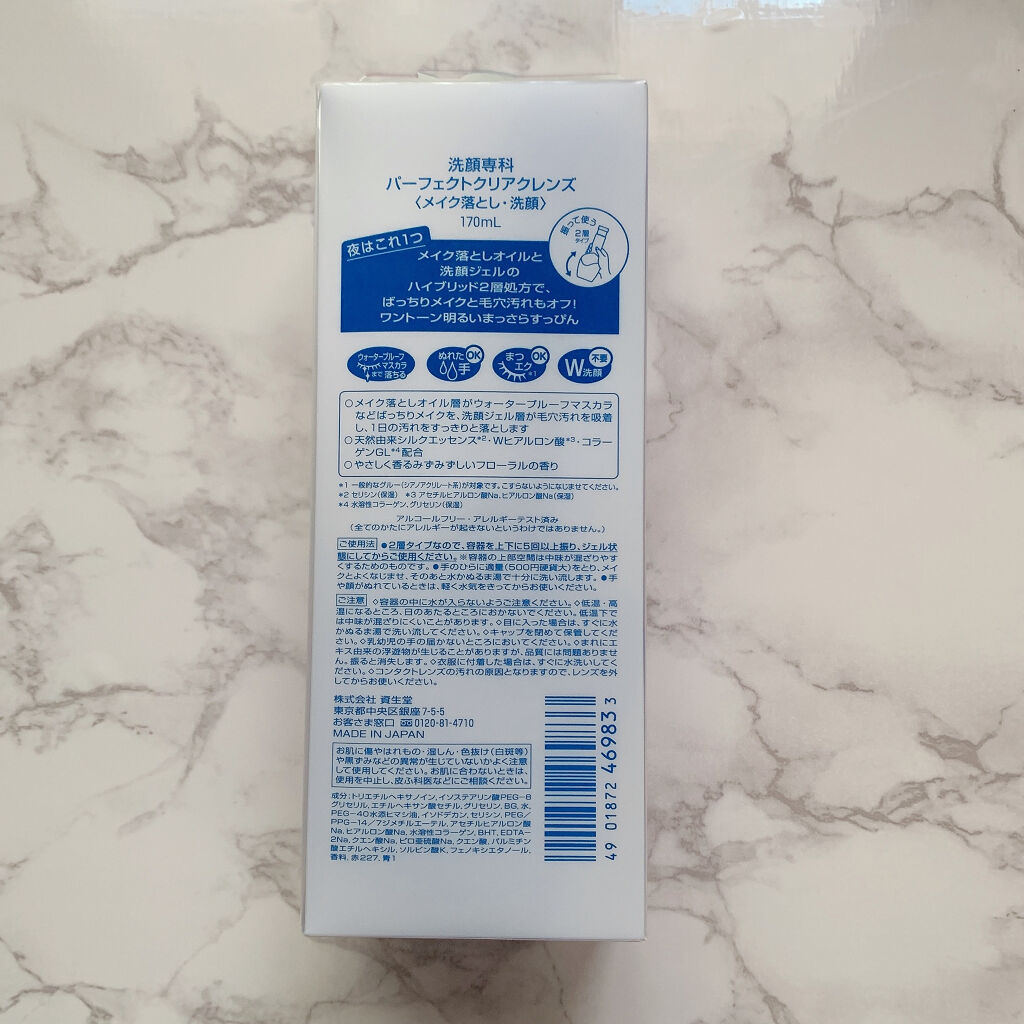 洗顔専科
パーフェクトクリアクレンズ
〈メイク落とし・洗顔〉
170mL
振って使う
2層
タイプ
夜はこれ1つ
メイク落としオイルと
洗顔ジェルの
ハイブリッド2層処方で、
ばっちりメイクと毛穴汚れもオフ!
ワントーン明るいまっさらすっぴん
ウォータープルーフ
マスカラ
まで落ちる
ぬれた
手
OK
まつ
エク*1
OK
W洗顔
不要
○メイク落としオイル層がウォータープルーフマスカラ
などばっちりメイクを、洗顔ジェル層が毛穴汚れを吸着
し、1日の汚れをすっきりと落とします
○天然由来シルクエッセンス*2・Wヒアルロン酸*3・コラー
ゲンGL*4配合
○やさしく香るみずみずしいフローラルの香り
*1 一般的なグルー(シアノアクリレート系)が対象です。こすらないようになじませてください。
*2 セリシン(保湿) *3 アセチルヒアルロン酸Na、ヒアルロン酸Na(保湿)
*4 水溶性コラーゲン、グリセリン(保湿)
アルコールフリー・アレルギーテスト済み
(全てのかたにアレルギーが起きないというわけではありません。)
ご使用法 ●2層タイプなので、容器を上下に5回以上振り、ジェル状
態にしてからご使用ください。※容器の上部空間は中味が混ざりやす
くするためのものです。●手のひらに適量(500円硬貨大)をとり、メイ
クとよくなじませ、そのあと水かぬるま湯で十分に洗い流します。●手
や顔がぬれているときは、軽く水気をきってからお使いください。
ご注意 ◇容器の中に水が入らないようご注意ください。◇低温・高
温になるところ、日のあたるところにおかないでください。低温下で
は中味が混ざりにくいことがあります。◇目に入った場合は、すぐに水
かぬるま湯で洗い流してください。◇キャップを閉めて保管してくだ
さい。◇乳幼児の手の届かないところにおいてください。◇まれにエ
キス由来の浮遊物が生じることがありますが、品質には問題ありませ
ん。振ると消失します。◇衣服に付着した場合は、すぐに水洗いしてく
ださい。◇コンタクトレンズの汚れの原因となりますので、レンズを外
してからお使いください。
株式会社 資生堂
東京都中央区銀座7-5-5
お客さま窓口 0120-81-4710
MADE IN JAPAN
お肌に傷やはれもの・湿しん・色抜け(白斑等)
や黒ずみなどの異常が生じていないかよく注意
して使用してください。お肌に合わないときは、
使用を中止し、皮ふ科医などにご相談ください。
成分:トリエチルヘキサノイン、イソステアリン酸PEG-8
グリセリル、エチルヘキサン酸セチル、グリセリン、BG、水、
PEG-40水添ヒマシ油、イソドデカン、セリシン、PEG/
PPG-14/7ジメチルエーテル、アセチルヒアルロン酸
Na、ヒアルロン酸Na、水溶性コラーゲン、BHT、EDTA-
2Na、クエン酸Na、ピロ亜硫酸Na、クエン酸、パルミチン
酸エチルヘキシル、ソルビン酸K、フェノキシエタノール、
香料、赤227、青1
49 01872 469833